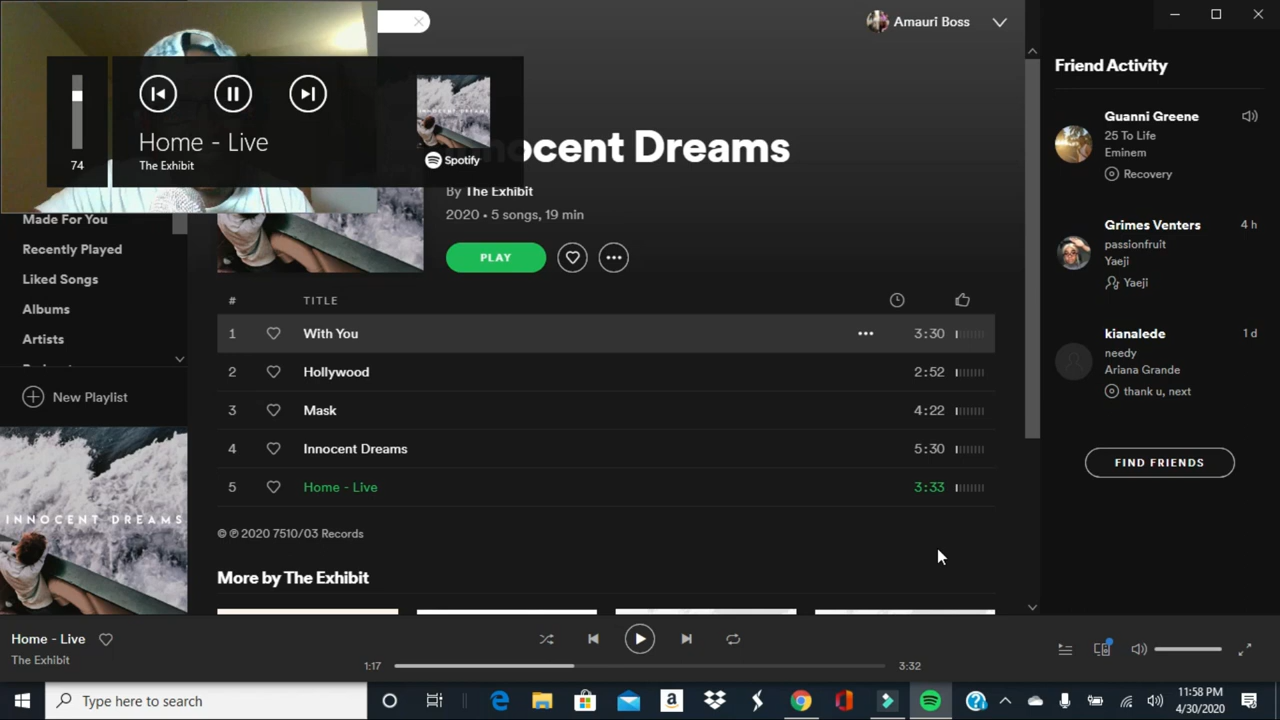 74
Home - Live
The Exhibit
Spotify
Amauri Boss
ocent Dreams
By The Exhibit
2020 • 5 songs, 19 min
PLAY
Made For You
Recently Played
Liked Songs
Albums
Artists
New Playlist
INNOCENT DREAMS
# TITLE
1 With You 3:30
2 Hollywood 2:52
3 Mask 4:22
4 Innocent Dreams 5:30
5 Home - Live 3:33
© ℗ 2020 7510/03 Records
More by The Exhibit
Friend Activity
Guanni Greene
25 To Life
Eminem
Recovery
Grimes Venters 4 h
passionfruit
Yaeji
Yaeji
kianalede 1 d
needy
Ariana Grande
thank u, next
FIND FRIENDS
Home - Live
The Exhibit
1:17
3:32
Type here to search
11:58 PM
4/30/2020